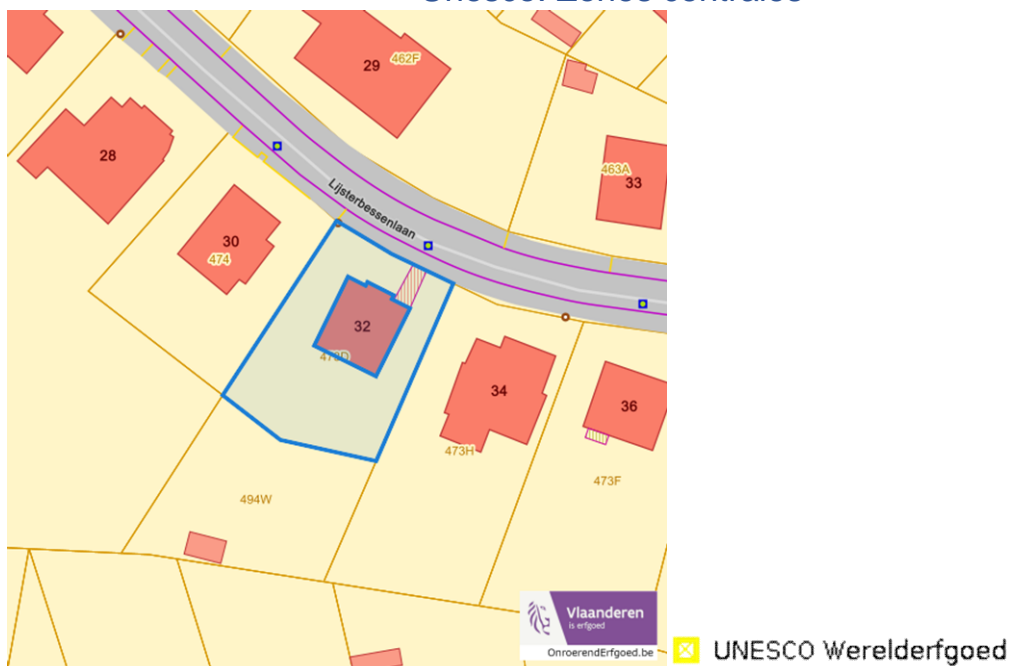 29
462F
28
463A
33
Lijsterbessenlaan
30
474
32
34
36
473H
473F
494W
Vlaanderen
is erfgoed
OnroerendErfgoed.be
UNESCO Werelderfgoed